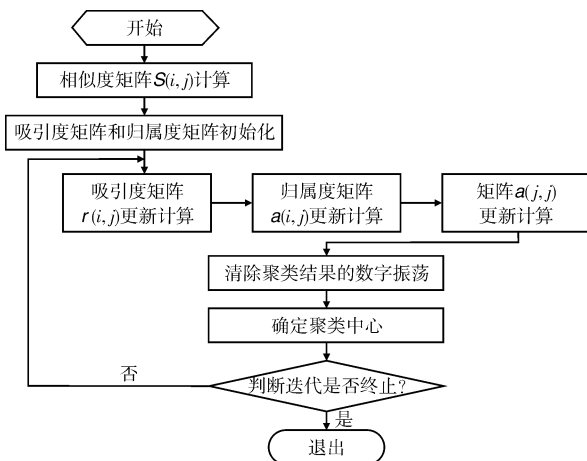 开始
相似度矩阵S(i,j)计算
吸引度矩阵和归属度矩阵初始化
吸引度矩阵
r(i,j)更新计算
归属度矩阵
a(i,j)更新计算
矩阵a(j,j)
更新计算
清除聚类结果的数字振荡
确定聚类中心
判断迭代是否终止?
否
是
退出